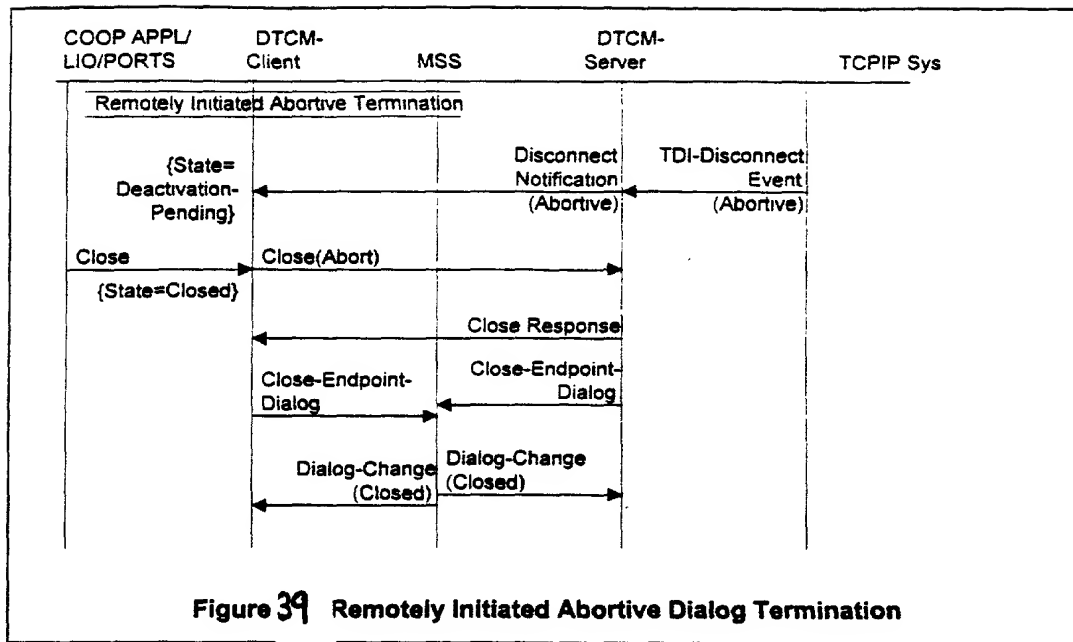 COOP APPL/
LIO/PORTS
DTCM-
Client
MSS
DTCM-
Server
TCPIP Sys
Remotely Initiated Abortive Termination
{State=
Deactivation-
Pending}
Disconnect
Notification
(Abortive)
TDI-Disconnect
Event
(Abortive)
Close
Close(Abort)
{State=Closed}
Close Response
Close-Endpoint-
Dialog
Close-Endpoint-
Dialog
Dialog-Change
(Closed)
Dialog-Change
(Closed)
Figure 39 Remotely Initiated Abortive Dialog Termination